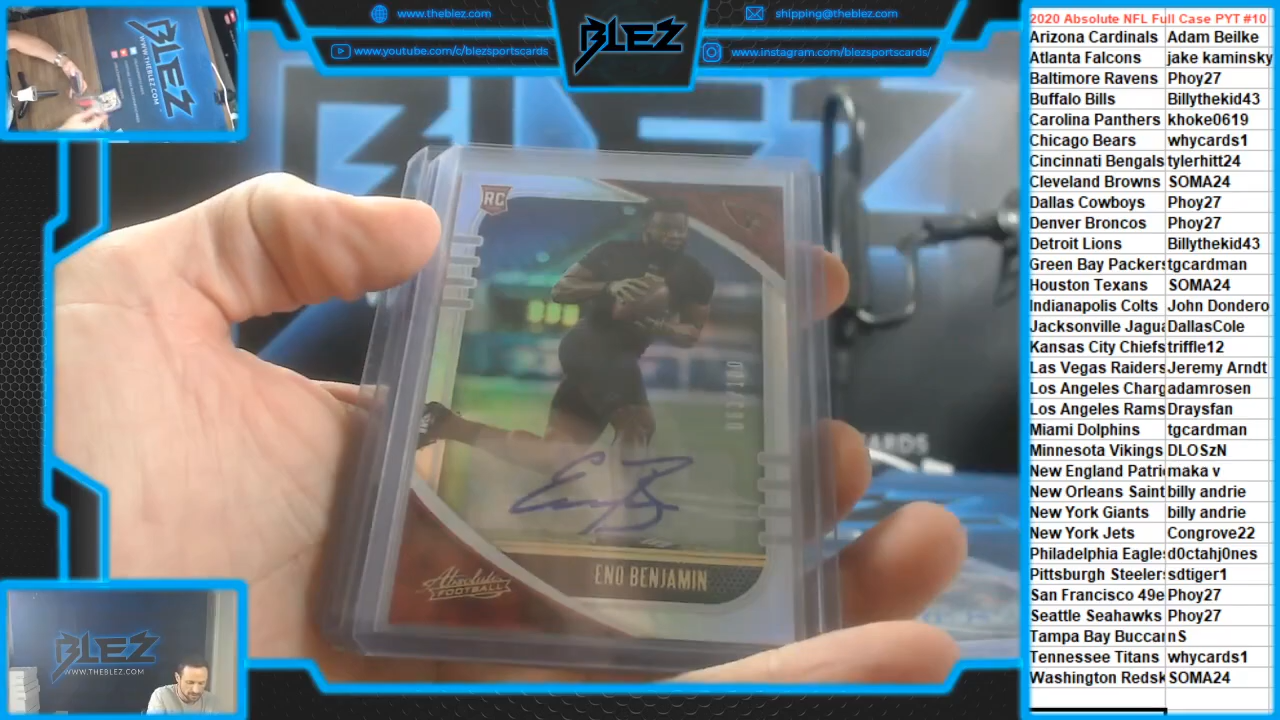 www.theblez.com
www.youtube.com/c/blezsportscards
BLEZ
shipping@theblez.com
www.instagram.com/blezsportscards/
BLEZ
WWW.THEBLEZ.COM
RC
Absolute
FOOTBALL
ENO BENJAMIN
BLEZ
WWW.THEBLEZ.COM
2020 Absolute NFL Full Case PYT #10
Arizona Cardinals Adam Beilke
Atlanta Falcons jake kaminsky
Baltimore Ravens Phoy27
Buffalo Bills Billythekid43
Carolina Panthers khoke0619
Chicago Bears whycards1
Cincinnati Bengals tylerhitt24
Cleveland Browns SOMA24
Dallas Cowboys Phoy27
Denver Broncos Phoy27
Detroit Lions Billythekid43
Green Bay Packers tgcardman
Houston Texans SOMA24
Indianapolis Colts John Dondero
Jacksonville Jagua DallasCole
Kansas City Chiefs triffle12
Las Vegas Raiders Jeremy Arndt
Los Angeles Charg adamrosen
Los Angeles Rams Draysfan
Miami Dolphins tgcardman
Minnesota Vikings DLOSzN
New England Patri maka v
New Orleans Saint billy andrie
New York Giants billy andrie
New York Jets Congrove22
Philadelphia Eagle d0ctahj0nes
Pittsburgh Steeler sdtiger1
San Francisco 49e Phoy27
Seattle Seahawks Phoy27
Tampa Bay Buccan nS
Tennessee Titans whycards1
Washington Redsk SOMA24